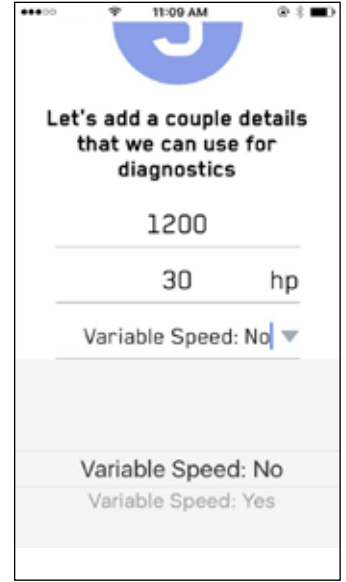 11:09 AM
3
Let's add a couple details
that we can use for
diagnostics
1200
30 hp
Variable Speed: No
Variable Speed: No
Variable Speed: Yes